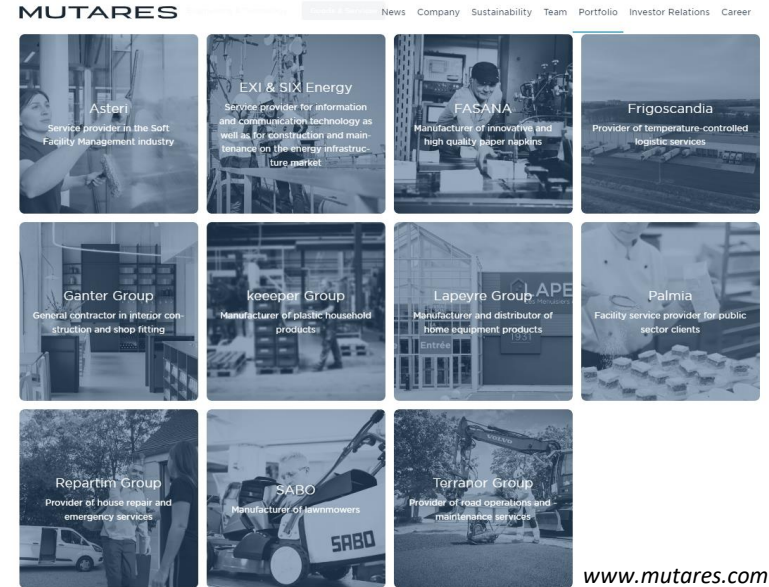 MUTARES
News Company Sustainability Team Portfolio Investor Relations Career
Asteri
Service provider in the Soft
Facility Management industry
EXI & SIX Energy
Service provider for information
and communication technology as
well as for construction and main-
tenance on the energy infrastruc-
ture market
FASANA
Manufacturer of innovative and
high quality paper napkins
Frigoscandia
Provider of temperature-controlled
logistic services
Ganter Group
General contractor in interior con-
struction and shop fitting
keeeper Group
Manufacturer of plastic household
products
LAPE
Lapeyre Group
Manufacturer and distributor of
home equipment products
Entrée
1931
Palmia
Facility service provider for public
sector clients
Repartim Group
Provider of house repair and
emergency services
SABO
Manufacturer of lawnmowers
SABO
VOLVO
Terranor Group
Provider of road operations and
maintenance services
www.mutares.com